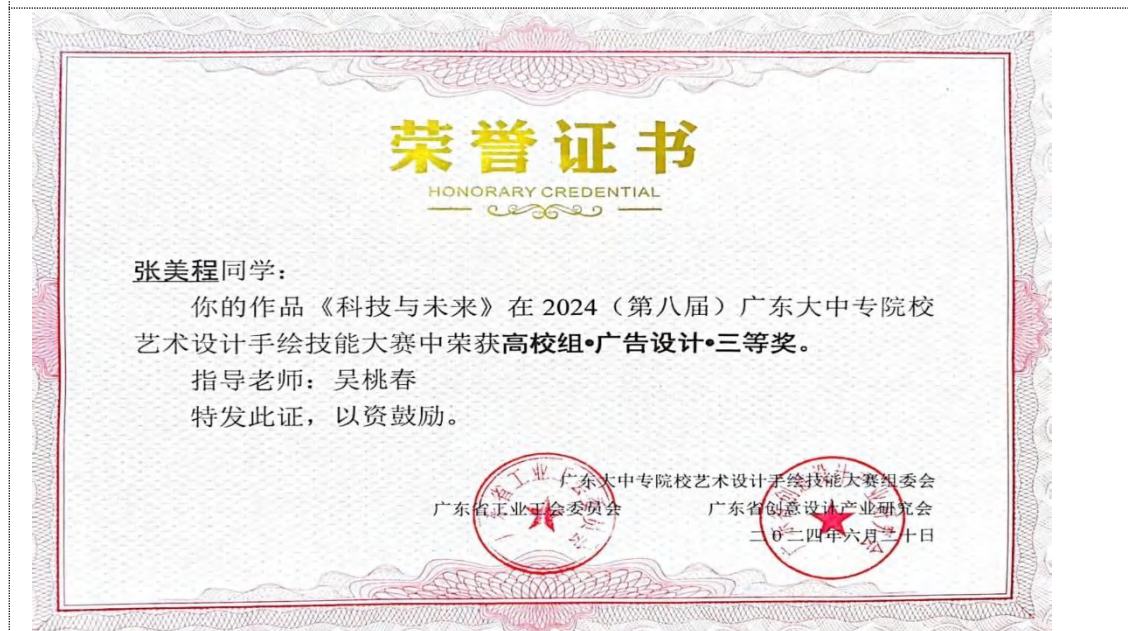 荣誉证书
HONORARY CREDENTIAL
张美程同学：
你的作品《科技与未来》在 2024（第八届）广东大中专院校
艺术设计手绘技能大赛中荣获高校组•广告设计•三等奖。
指导老师：吴桃春
特发此证，以资鼓励。
广东大中专院校艺术设计手绘技能大赛组委会
广东省工业工会委员会 广东省创意设计产业研究会
二0二四年六月二十日